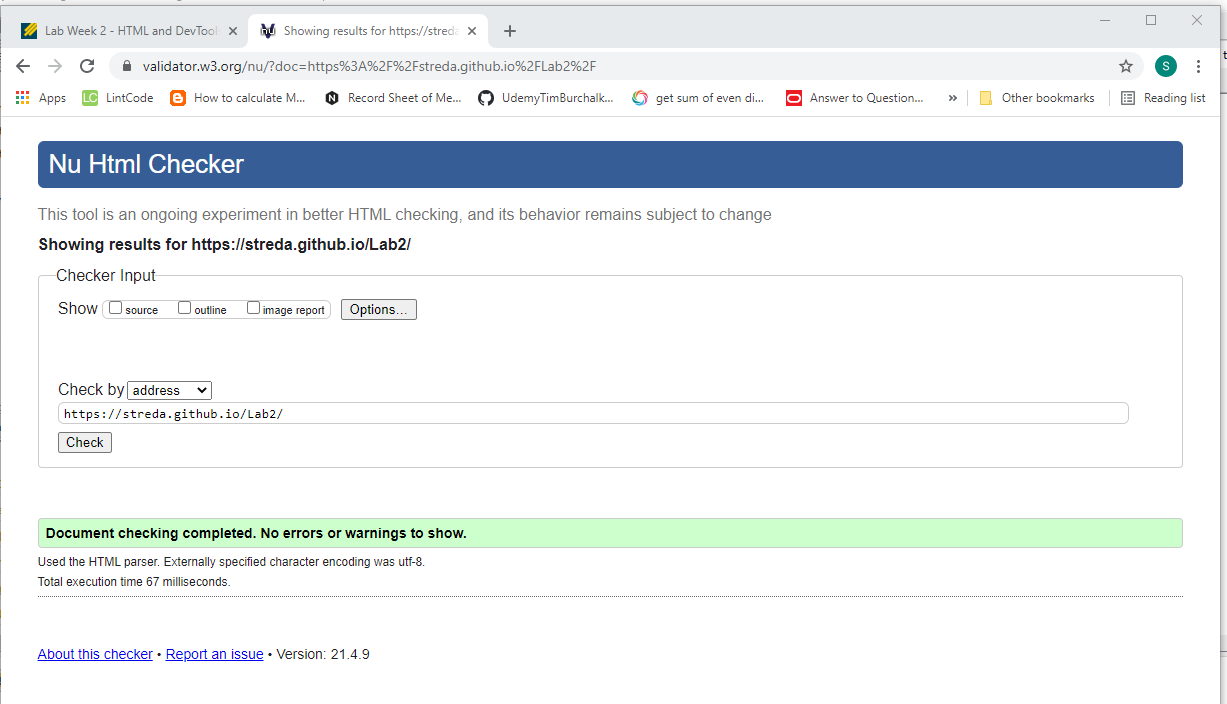 Lab Week 2 - HTML and DevTool
Showing results for https://streda
validator.w3.org/nu/?doc=https%3A%2F%2Fstreda.github.io%2FLab2%2F
S
Apps LC LintCode How to calculate M... N Record Sheet of Me... UdemyTimBurchalk... get sum of even di... Answer to Question... » Other bookmarks Reading list
Nu Html Checker
This tool is an ongoing experiment in better HTML checking, and its behavior remains subject to change
Showing results for https://streda.github.io/Lab2/
Checker Input
Show source outline image report Options...
Check by address
https://streda.github.io/Lab2/
Check
Document checking completed. No errors or warnings to show.
Used the HTML parser. Externally specified character encoding was utf-8.
Total execution time 67 milliseconds.
About this checker • Report an issue • Version: 21.4.9